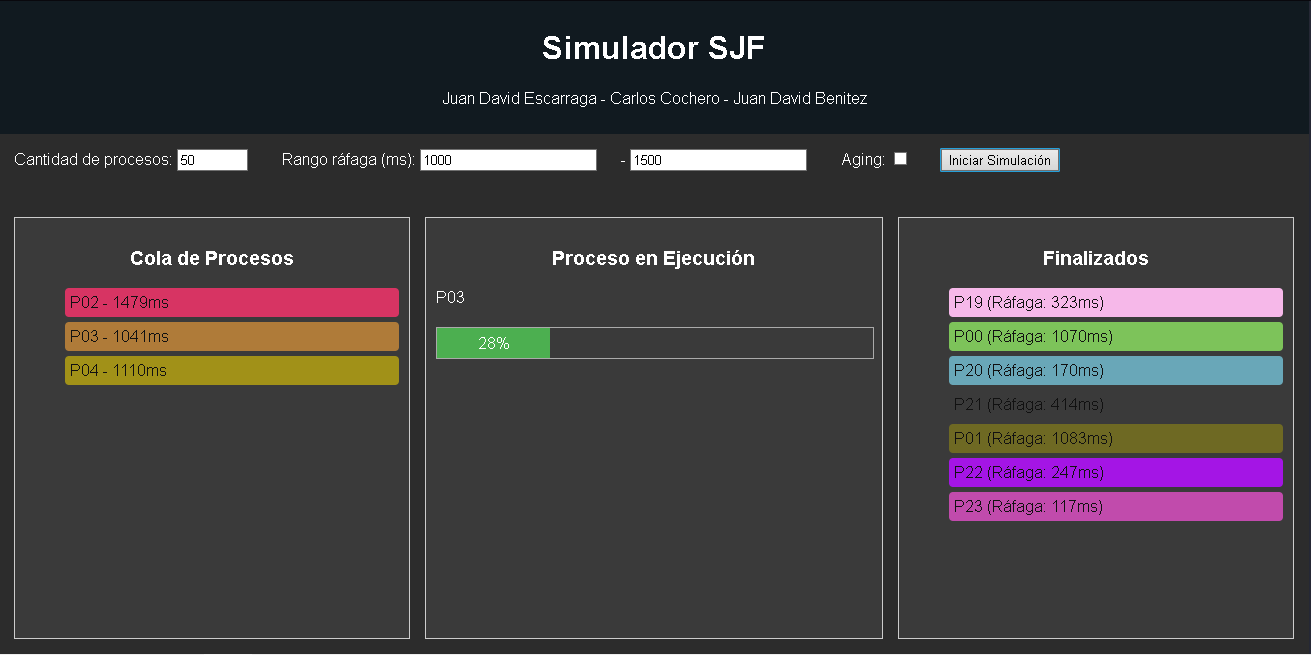 Simulador SJF
Juan David Escarraga - Carlos Cochero - Juan David Benitez
Cantidad de procesos: 50 Rango ráfaga (ms): 1000 - 1500 Aging: Iniciar Simulación
Cola de Procesos
P02 - 1479ms
P03 - 1041ms
P04 - 1110ms
Proceso en Ejecución
P03
28%
Finalizados
P19 (Ráfaga: 323ms)
P00 (Ráfaga: 1070ms)
P20 (Ráfaga: 170ms)
P21 (Ráfaga: 414ms)
P01 (Ráfaga: 1083ms)
P22 (Ráfaga: 247ms)
P23 (Ráfaga: 117ms)